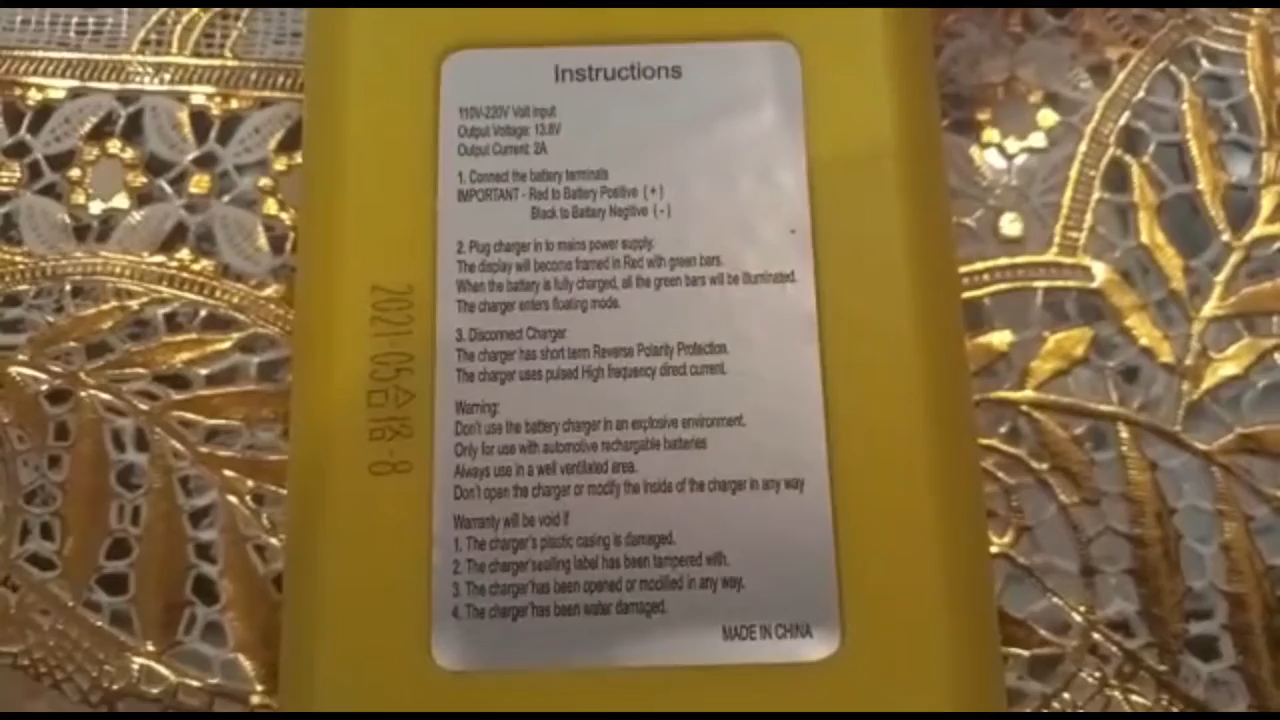 Instructions
110V-220V Volt input
Output Voltage: 13.8V
Output Current: 2A
1. Connect the battery terminals
IMPORTANT - Red to Battery Positive (+)
Black to Battery Negitive (-)
2. Plug charger in to mains power supply.
The display will become framed in Red with green bars.
When the battery is fully charged, all the green bars will be illuminated.
The charger enters floating mode.
3. Disconnect Charger
The charger has short term Reverse Polarity Protection.
The charger uses pulsed High frequency direct current.
Warning:
Don't use the battery charger in an explosive environment.
Only for use with automotive rechargable batteries
Always use in a well ventilated area.
Don't open the charger or modify the inside of the charger in any way
Warranty will be void if
1. The charger's plastic casing is damaged.
2. The charger'sealing label has been tampered with.
3. The charger'has been opened or modified in any way.
4. The charger'has been water damaged.
MADE IN CHINA
2021-05